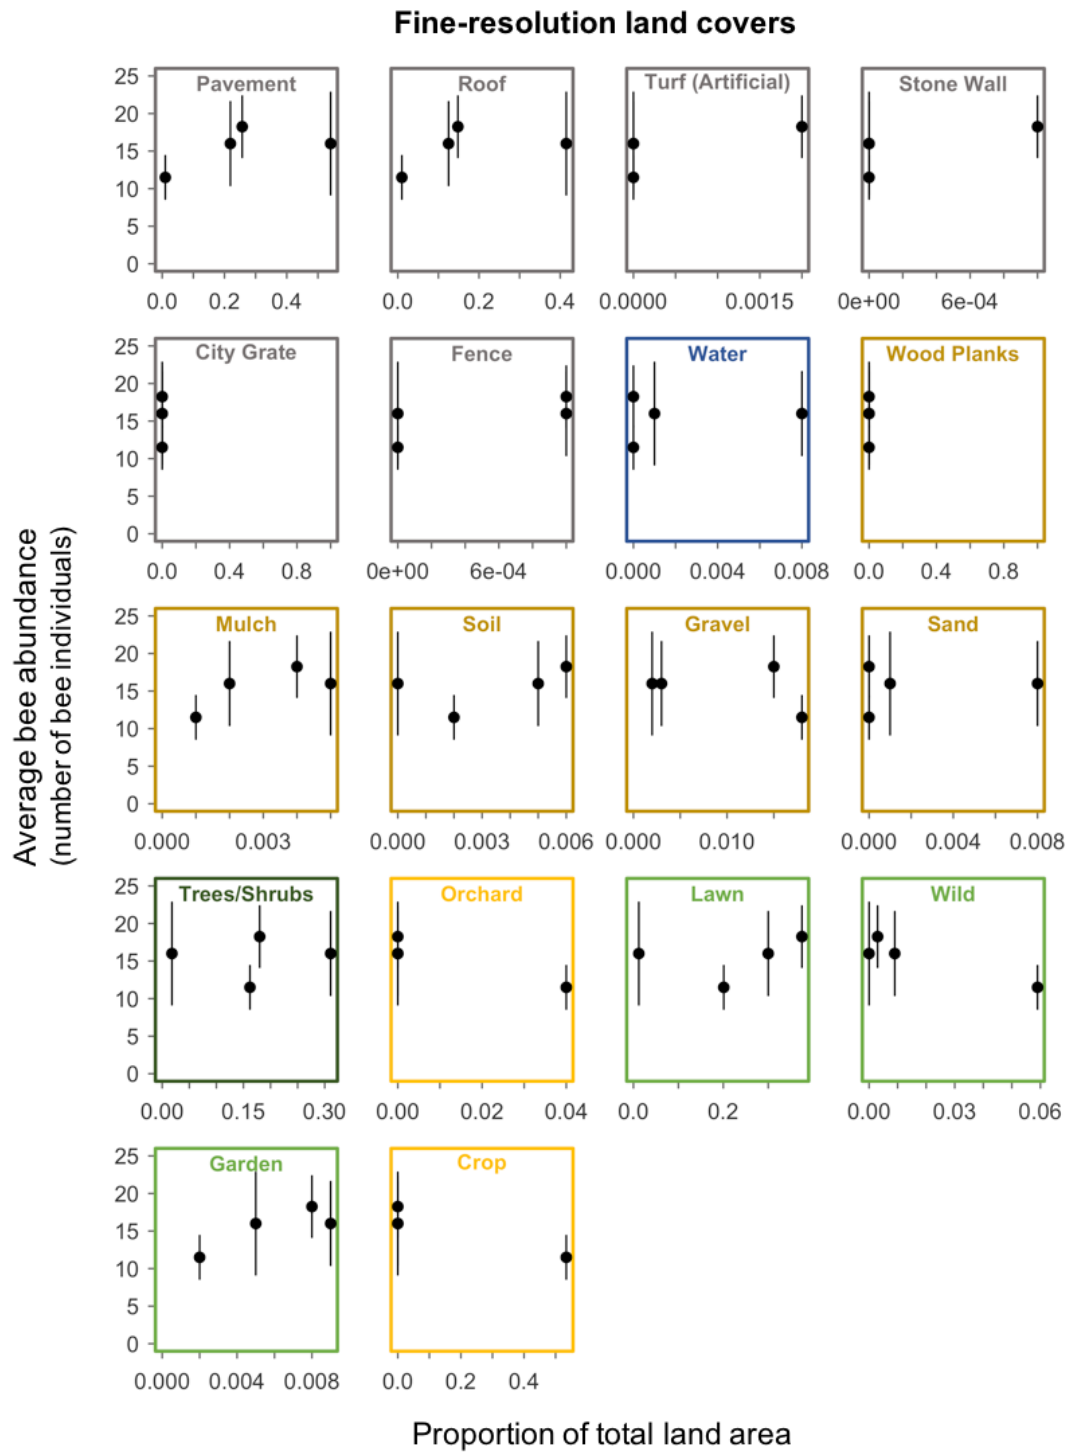 Fine-resolution land covers
Pavement
Roof
Turf (Artificial)
Stone Wall
25
20
15
10
5
0
0.0 0.2 0.4
0.0 0.2 0.4
0.0000 0.0015
0e+00 6e-04
City Grate
Fence
Water
Wood Planks
25
20
15
10
5
0
0.0 0.4 0.8
0e+00 6e-04
0.000 0.004 0.008
0.0 0.4 0.8
Average bee abundance
(number of bee individuals)
Mulch
Soil
Gravel
Sand
25
20
15
10
5
0
0.000 0.003
0.000 0.003 0.006
0.000 0.010
0.000 0.004 0.008
Trees/Shrubs
Orchard
Lawn
Wild
25
20
15
10
5
0
0.00 0.15 0.30
0.00 0.02 0.04
0.0 0.2
0.00 0.03 0.06
Garden
Crop
25
20
15
10
5
0
0.000 0.004 0.008
0.0 0.2 0.4
Proportion of total land area